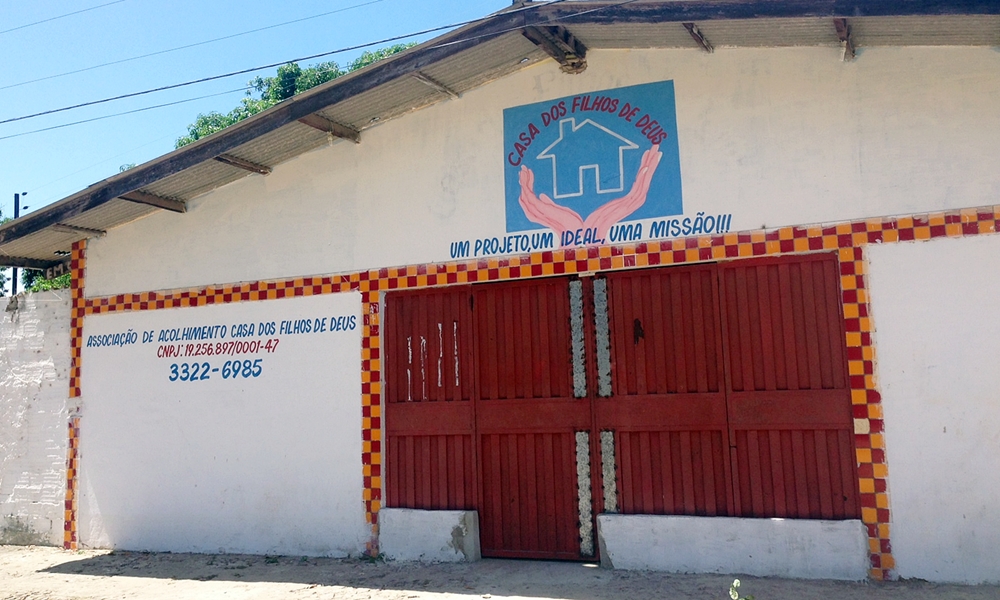 CASA DOS FILHOS DE DEUS
UM PROJETO, UM IDEAL, UMA MISSÃO!!!
ASSOCIAÇÃO DE ACOLHIMENTO CASA DOS FILHOS DE DEUS
CNPJ: 19.256.897/0001-47
3322-6985